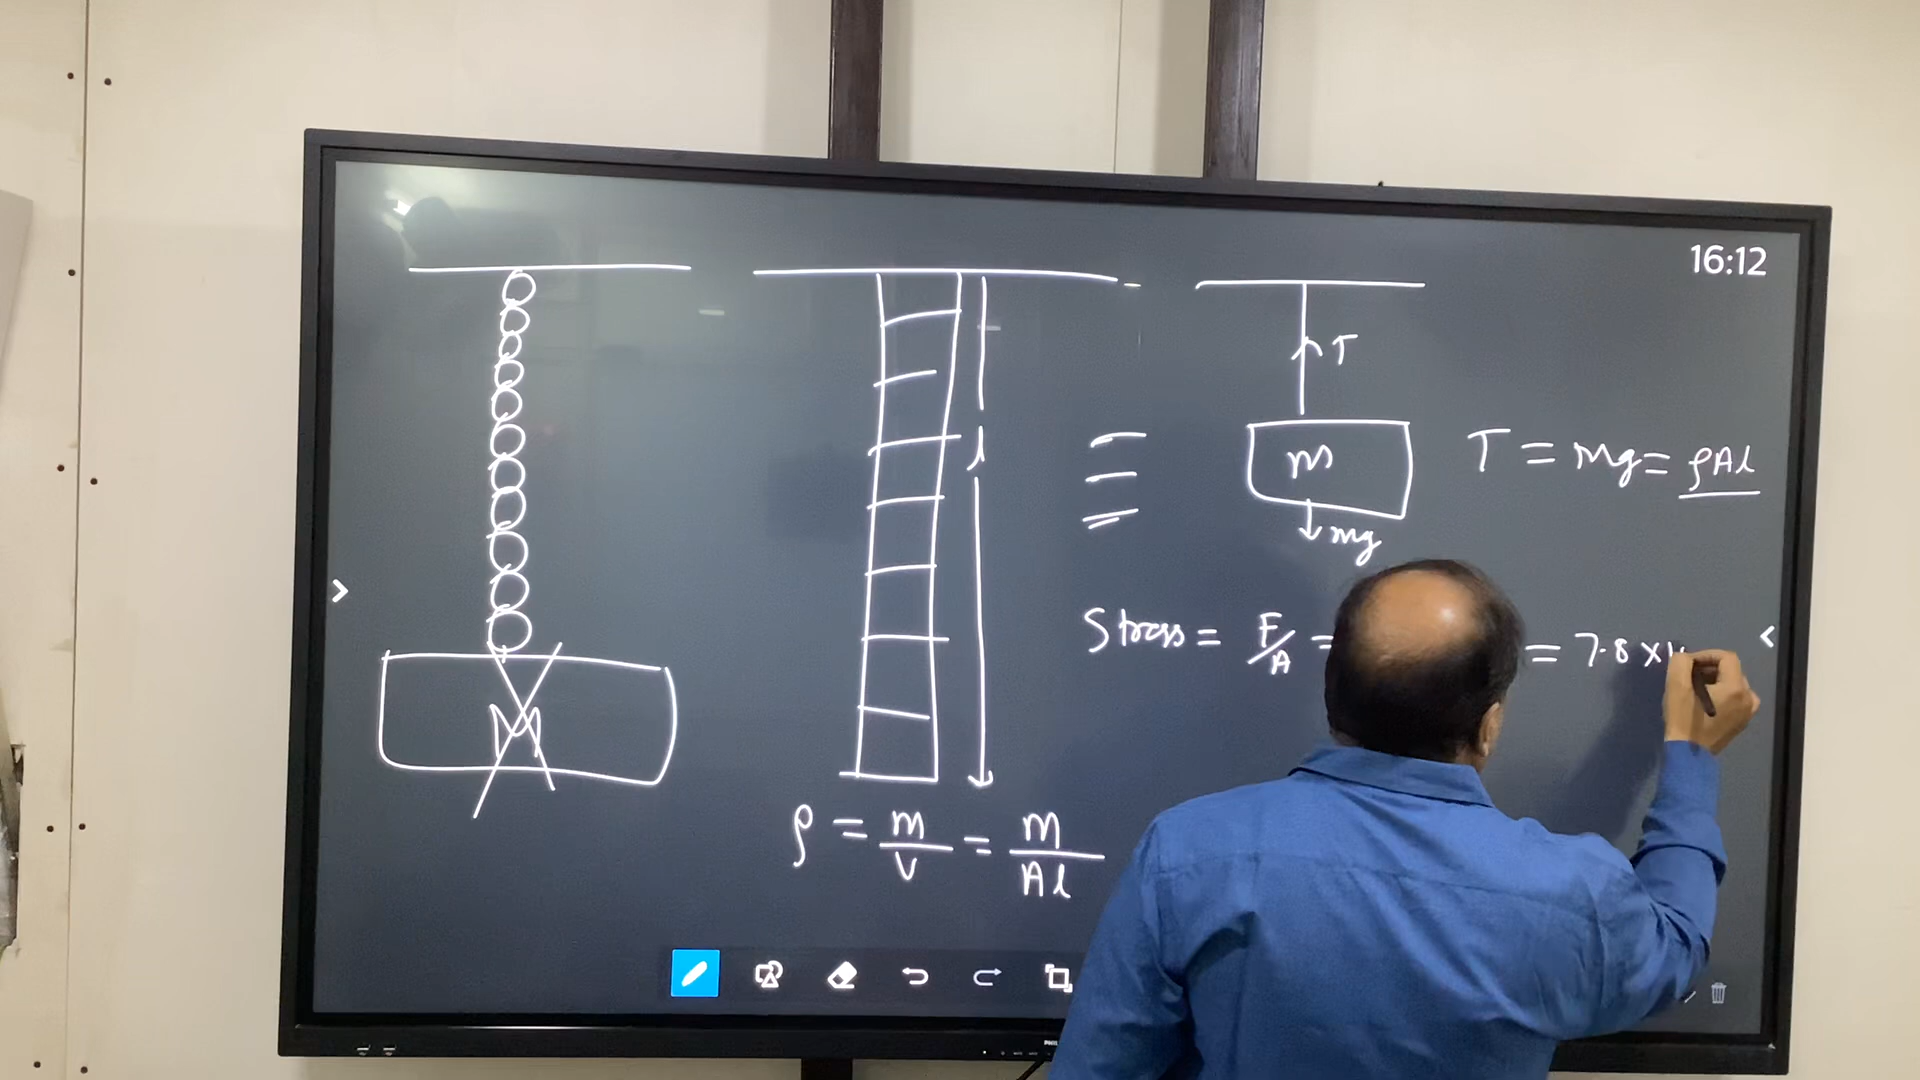 16:12
T
l
m
T = mg = ρAl
mg
Stress = F/A =
= 7.8 ×
M
ρ = m/V = m/Al